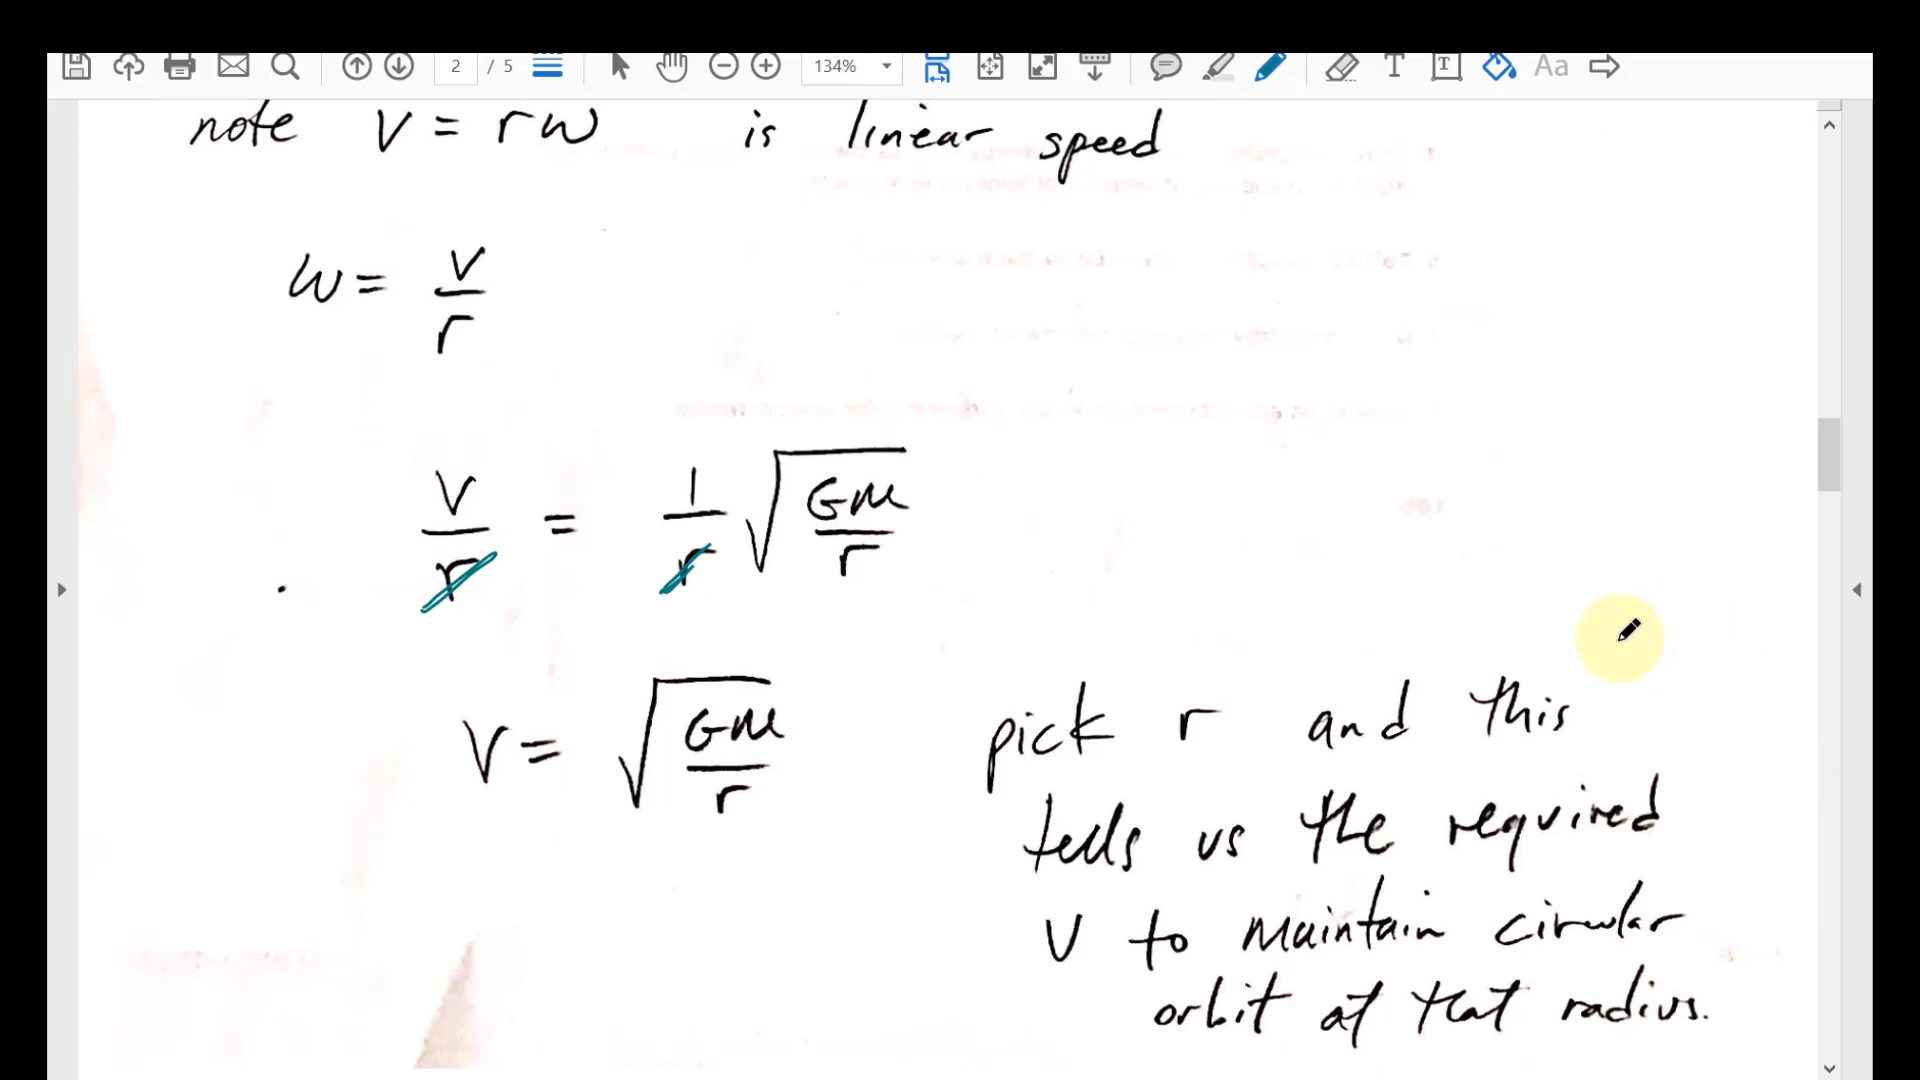 2 / 5 134% T T Aa
note V = rω is linear speed
ω = V/r
V/r = 1/r √(GM/r)
V = √(GM/r)
pick r and this
tells us the required
V to maintain circular
orbit at that radius.